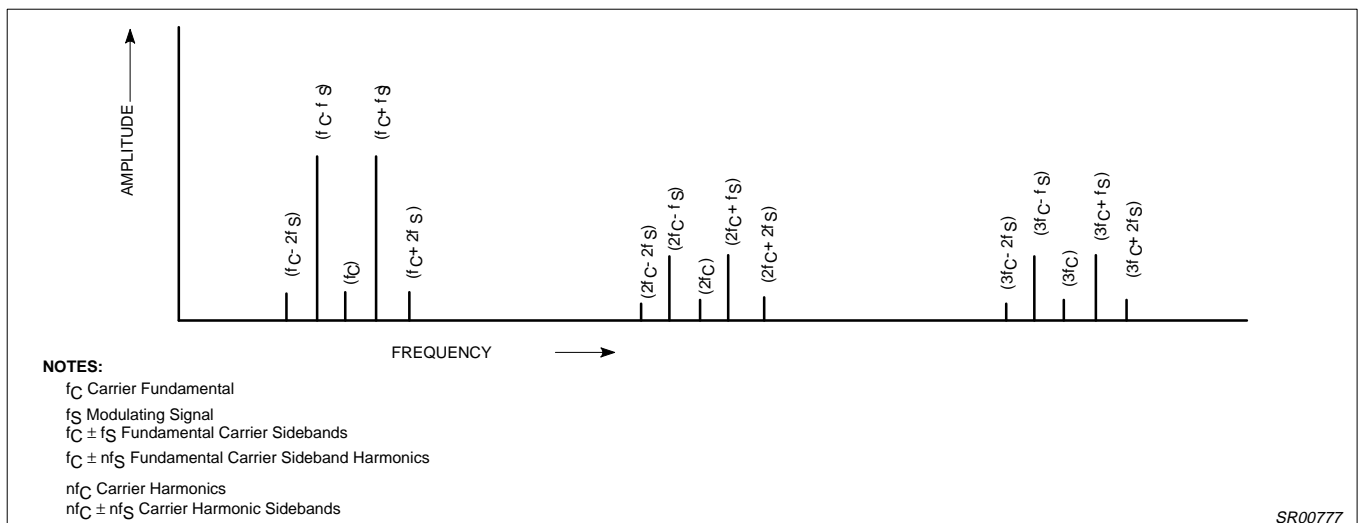 AMPLITUDE
(fC- 2fS)
(fC- fS)
(fC)
(fC+ fS)
(fC+ 2fS)
(2fC- 2fS)
(2fC- fS)
(2fC)
(2fC+ fS)
(2fC+ 2fS)
(3fC- 2fS)
(3fC- fS)
(3fC)
(3fC+ fS)
(3fC+ 2fS)
FREQUENCY
NOTES:
fC Carrier Fundamental
fS Modulating Signal
fC ± fS Fundamental Carrier Sidebands
fC ± nfS Fundamental Carrier Sideband Harmonics
nfC Carrier Harmonics
nfC ± nfS Carrier Harmonic Sidebands
SR00777